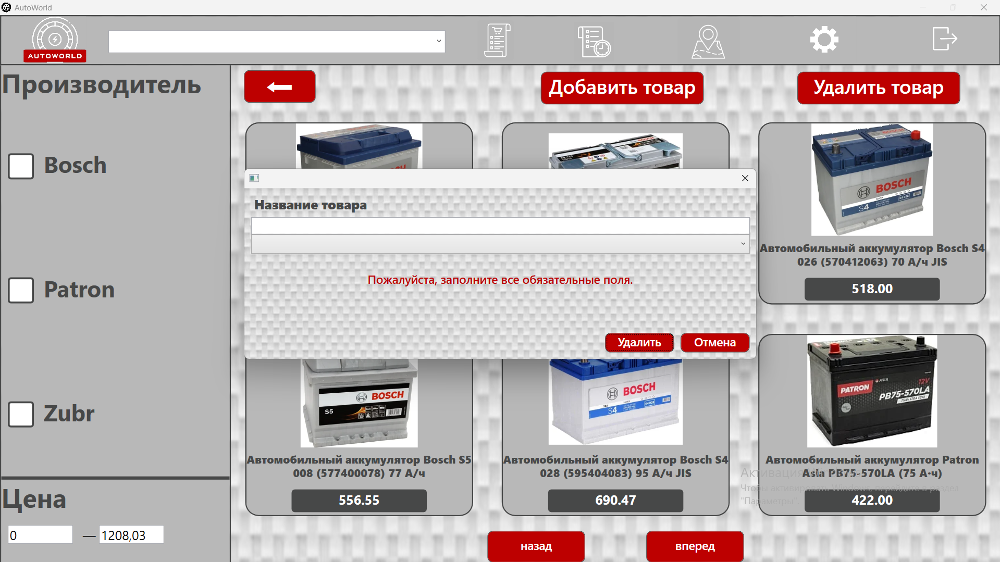 AutoWorld
AUTOWORLD
Производитель
Добавить товар
Удалить товар
Bosch
Patron
Zubr
Название товара
Пожалуйста, заполните все обязательные поля.
Удалить
Отмена
BOSCH
S4
Автомобильный аккумулятор Bosch S4
026 (570412063) 70 А/ч JIS
518.00
BOSCH
S5
Автомобильный аккумулятор Bosch S5
008 (577400078) 77 А/ч
556.55
BOSCH
S4
Автомобильный аккумулятор Bosch S4
028 (595404083) 95 А/ч JIS
690.47
ASIA
12V
PATRON
PB75-570LA
Автомобильный аккумулятор Patron
Asia PB75-570LA (75 А·ч)
422.00
Активация Windows
Чтобы активировать Windows, перейдите в раздел
"Параметры".
Цена
0 — 1208,03
назад
вперед